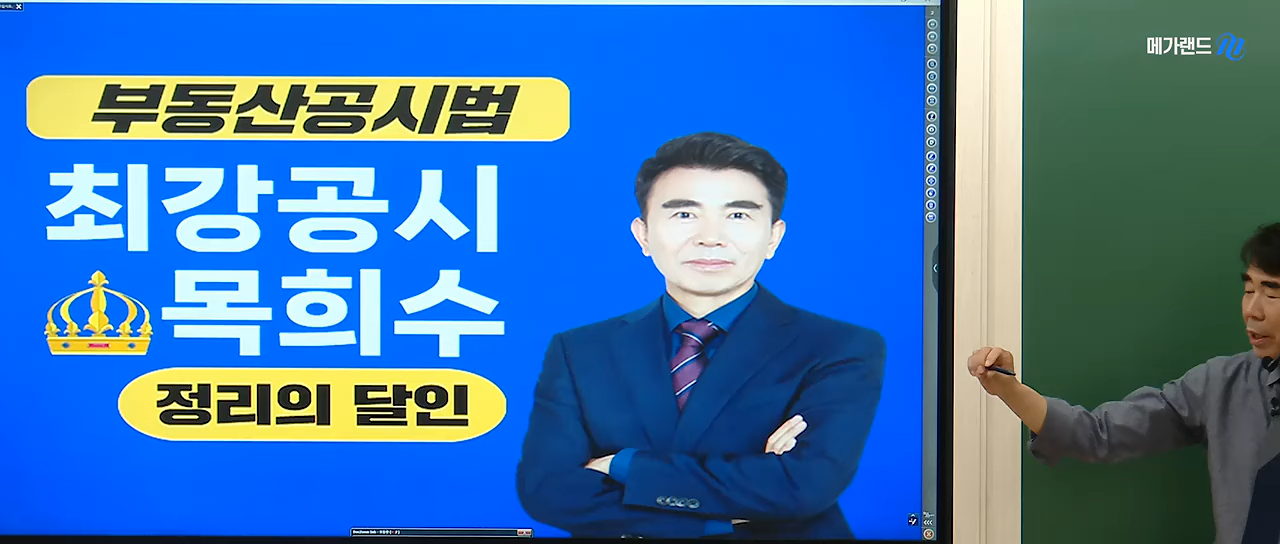 부동산공시법
최강공시
목희수
정리의 달인
메가랜드